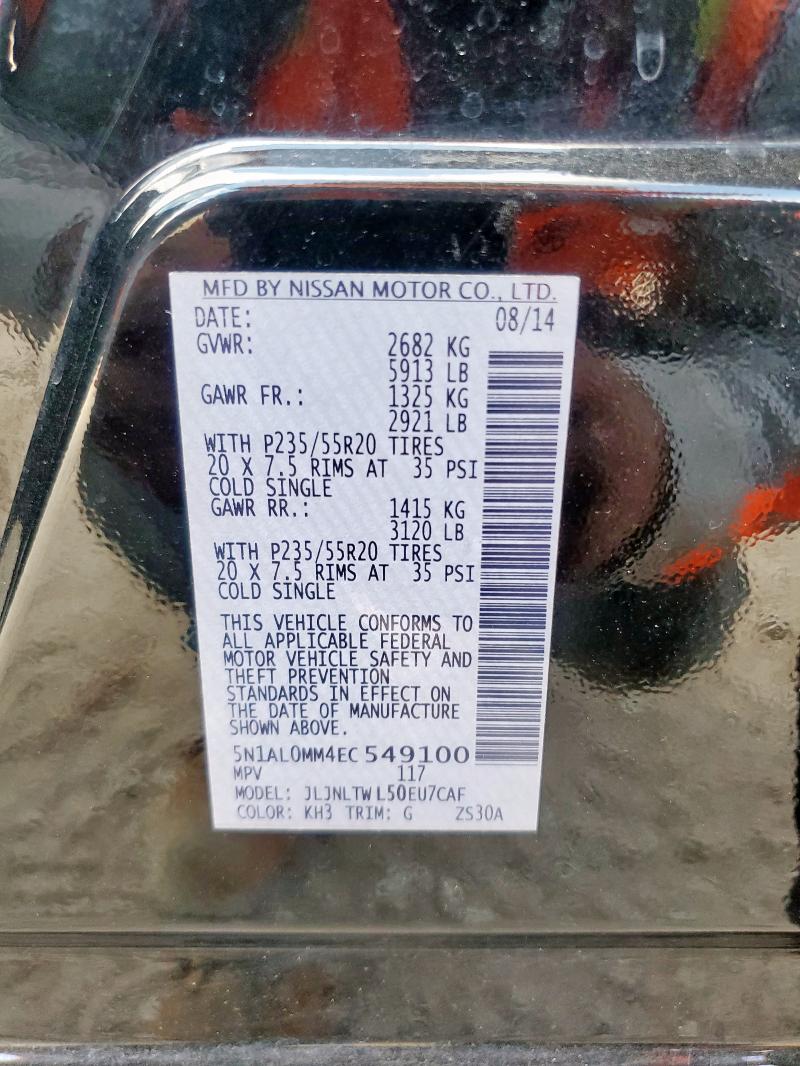 MFD BY NISSAN MOTOR CO., LTD.
DATE: 08/14
GVWR: 2682 KG
5913 LB
GAWR FR.: 1325 KG
2921 LB
WITH P235/55R20 TIRES
20 X 7.5 RIMS AT 35 PSI
COLD SINGLE
GAWR RR.: 1415 KG
3120 LB
WITH P235/55R20 TIRES
20 X 7.5 RIMS AT 35 PSI
COLD SINGLE
THIS VEHICLE CONFORMS TO
ALL APPLICABLE FEDERAL
MOTOR VEHICLE SAFETY AND
THEFT PREVENTION
STANDARDS IN EFFECT ON
THE DATE OF MANUFACTURE
SHOWN ABOVE.
5N1AL0MM4EC549100
MPV 117
MODEL: JLJNLTWL50EU7CAF
COLOR: KH3 TRIM: G ZS30A